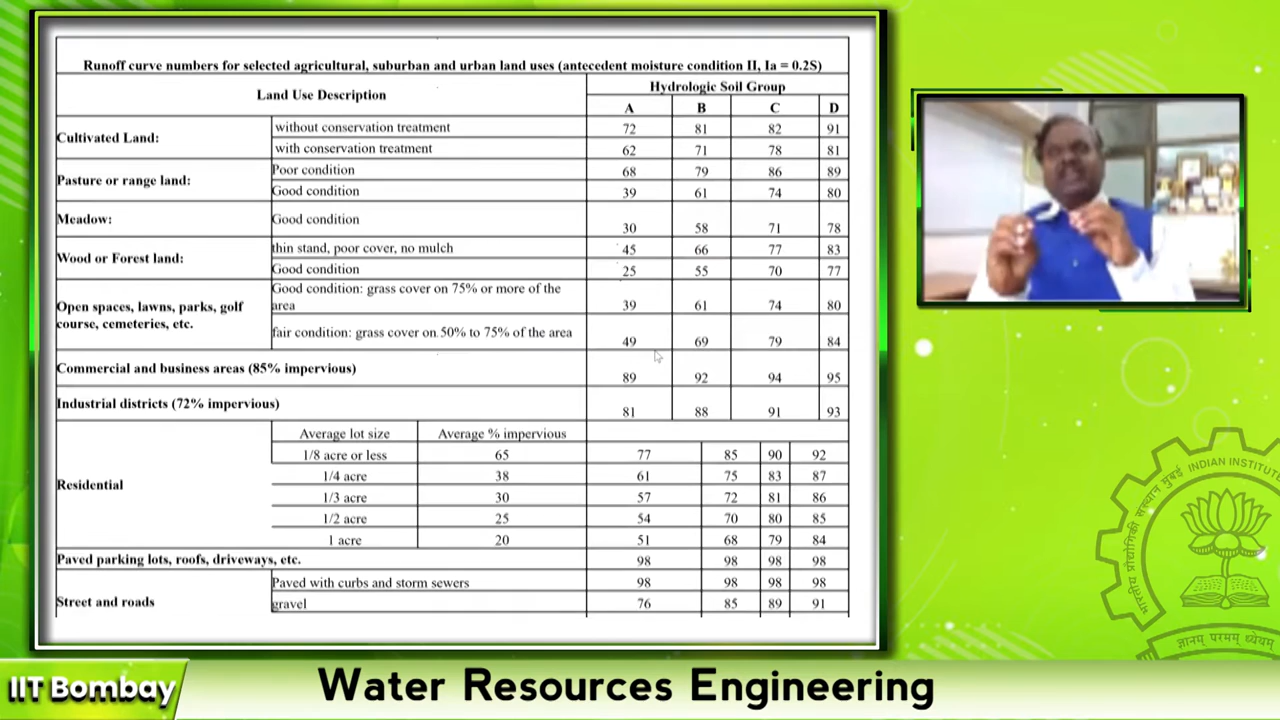 Runoff curve numbers for selected agricultural, suburban and urban land uses (antecedent moisture condition II, Ia = 0.2S)
Land Use Description Hydrologic Soil Group
A B C D
Cultivated Land: without conservation treatment 72 81 82 91
with conservation treatment 62 71 78 81
Pasture or range land: Poor condition 68 79 86 89
Good condition 39 61 74 80
Meadow: Good condition 30 58 71 78
Wood or Forest land: thin stand, poor cover, no mulch 45 66 77 83
Good condition 25 55 70 77
Open spaces, lawns, parks, golf
course, cemeteries, etc.
Good condition: grass cover on 75% or more of the
area 39 61 74 80
fair condition: grass cover on 50% to 75% of the area 49 69 79 84
Commercial and business areas (85% impervious) 89 92 94 95
Industrial districts (72% impervious) 81 88 91 93
Residential Average lot size Average % impervious
1/8 acre or less 65 77 85 90 92
1/4 acre 38 61 75 83 87
1/3 acre 30 57 72 81 86
1/2 acre 25 54 70 80 85
1 acre 20 51 68 79 84
Paved parking lots, roofs, driveways, etc. 98 98 98 98
Street and roads Paved with curbs and storm sewers 98 98 98 98
gravel 76 85 89 91
INDIAN INSTITUTE
ज्ञानम् परमम् ध्येयम्
IIT Bombay
Water Resources Engineering